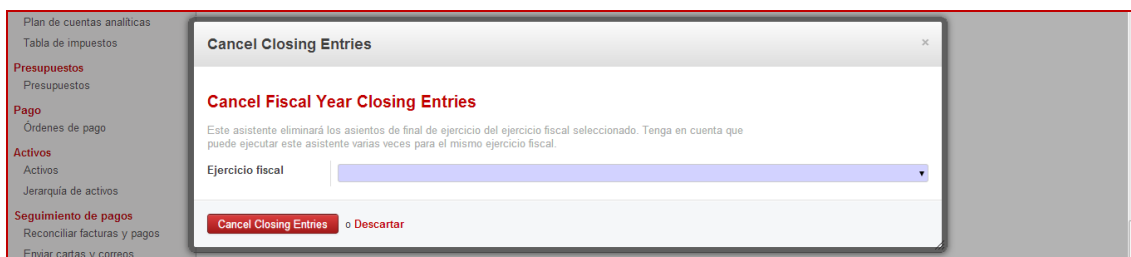 Plan de cuentas analíticas
Tabla de impuestos
Presupuestos
Presupuestos
Pago
Órdenes de pago
Activos
Activos
Jerarquía de activos
Seguimiento de pagos
Reconciliar facturas y pagos
Enviar cartas y correos
Cancel Closing Entries ×
Cancel Fiscal Year Closing Entries
Este asistente eliminará los asientos de final de ejercicio del ejercicio fiscal seleccionado. Tenga en cuenta que
puede ejecutar este asistente varias veces para el mismo ejercicio fiscal.
Ejercicio fiscal
Cancel Closing Entries o Descartar